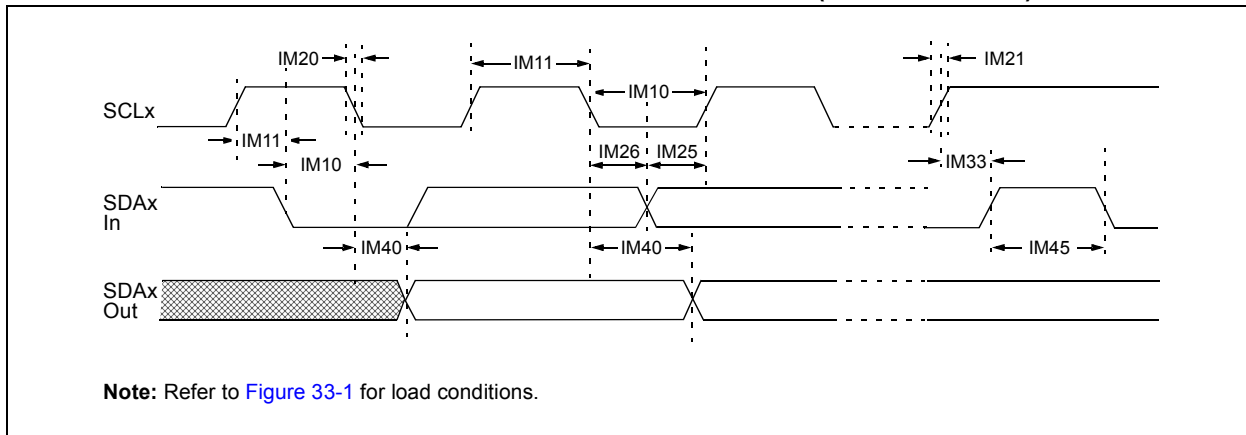 IM20
IM11
IM21
IM10
SCLx
IM11
IM26
IM25
IM10
IM33
SDAx
In
IM40
IM40
IM45
SDAx
Out
Note: Refer to Figure 33-1 for load conditions.